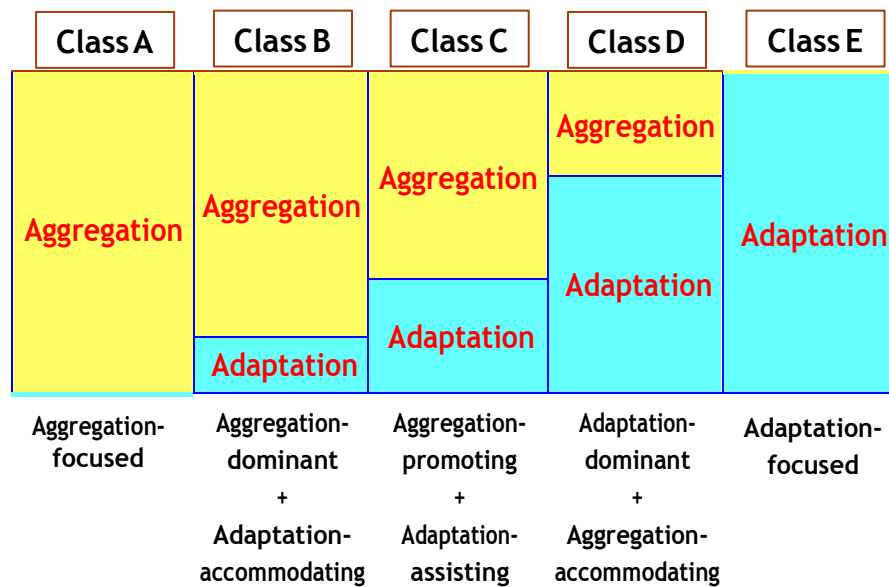 Class A
Class B
Class C
Class D
Class E
Aggregation
Aggregation
Adaptation
Aggregation
Adaptation
Aggregation
Adaptation
Adaptation
Aggregation-
focused
Aggregation-
dominant
+
Adaptation-
accommodating
Aggregation-
promoting
+
Adaptation-
assisting
Adaptation-
dominant
+
Aggregation-
accommodating
Adaptation-
focused